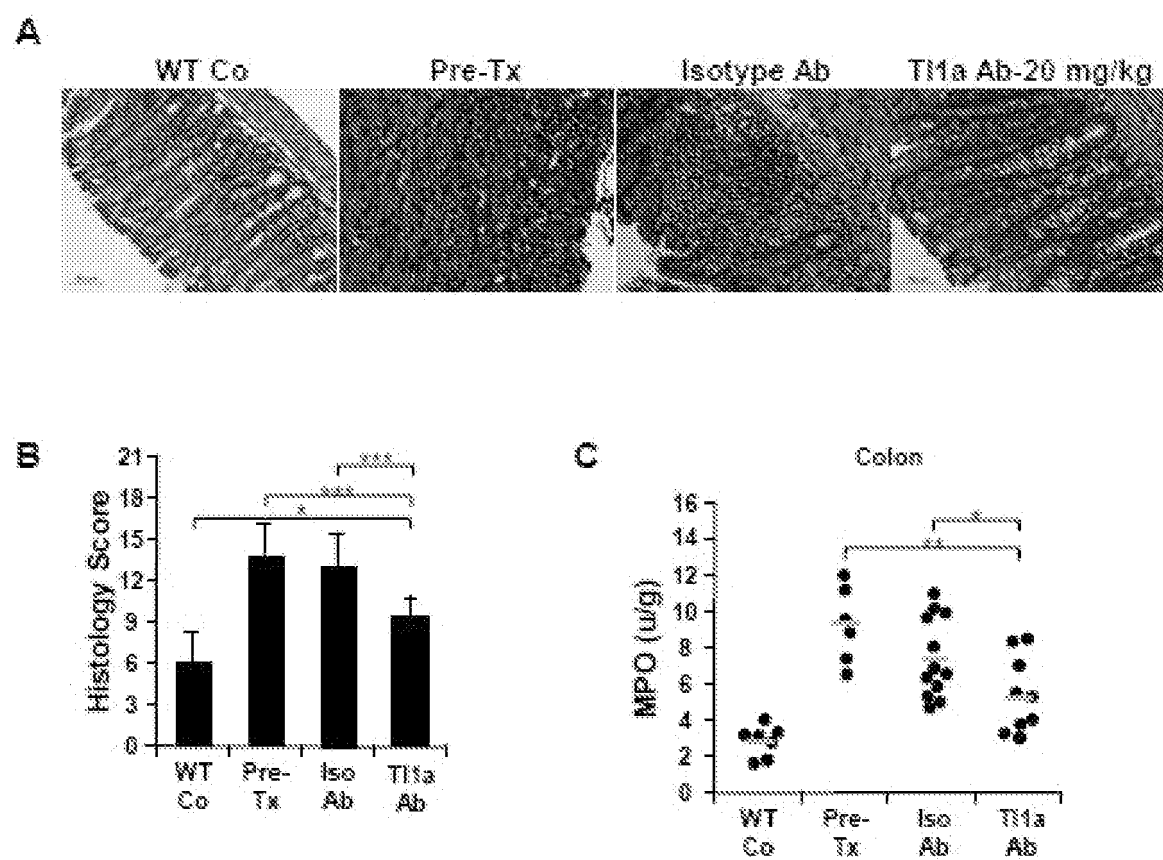 A
WT Co Pre-Tx Isotype Ab Tl1a Ab-20 mg/kg
B
Histology Score
21
18
15
12
9
6
3
0
***
***
*
WT Co
Pre-Tx
Iso Ab
Tl1a Ab
C
Colon
MPO (u/g)
16
14
12
10
8
6
4
2
0
*
**
WT Co
Pre-Tx
Iso Ab
Tl1a Ab